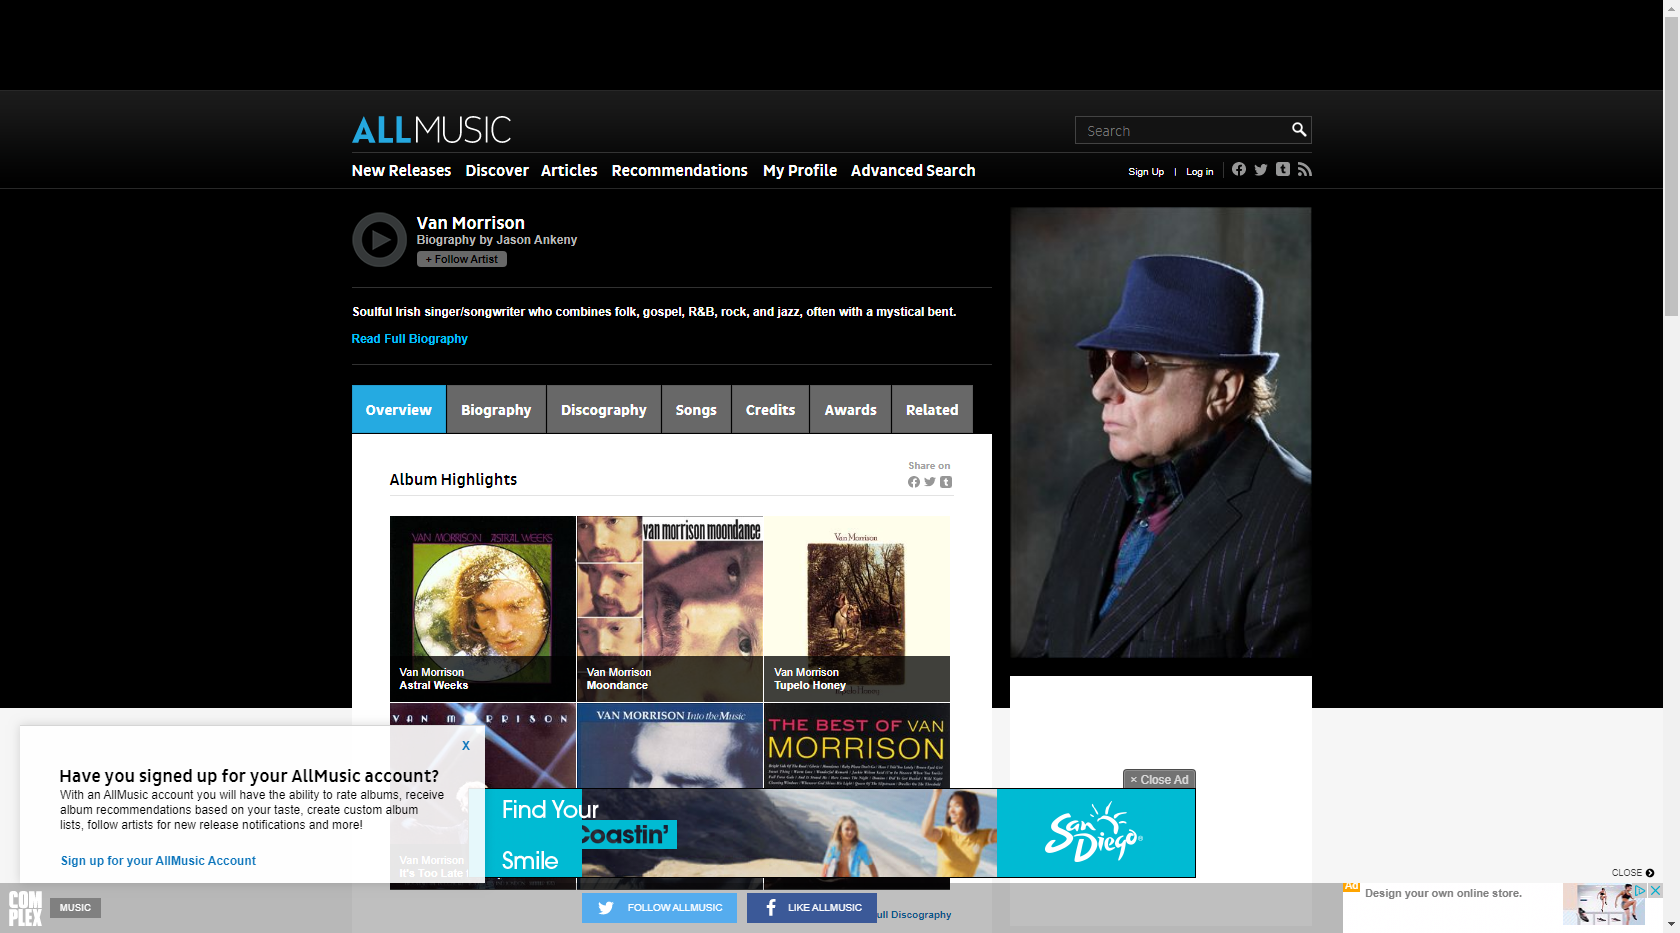 ALLMUSIC
Search
New Releases Discover Articles Recommendations My Profile Advanced Search
Sign Up | Log in
Van Morrison
Biography by Jason Ankeny
+ Follow Artist
Soulful Irish singer/songwriter who combines folk, gospel, R&B, rock, and jazz, often with a mystical bent.
Read Full Biography
Overview Biography Discography Songs Credits Awards Related
Share on
Album Highlights
VAN MORRISON ASTRAL WEEKS
van morrison moondance
Van Morrison
Van Morrison
Astral Weeks
Van Morrison
Moondance
Van Morrison
Tupelo Honey
Tupelo Honey
VAN MORRISON
VAN MORRISON Into the Music
THE BEST OF VAN
MORRISON
X
Have you signed up for your AllMusic account?
With an AllMusic account you will have the ability to rate albums, receive
album recommendations based on your taste, create custom album
lists, follow artists for new release notifications and more!
Sign up for your AllMusic Account
Van Morrison
It's Too Late
× Close Ad
Find Your
Coastin'
Smile
San
Diego
CLOSE
COM
PLEX
MUSIC
FOLLOW ALLMUSIC
LIKE ALLMUSIC
ull Discography
Ad
Design your own online store.